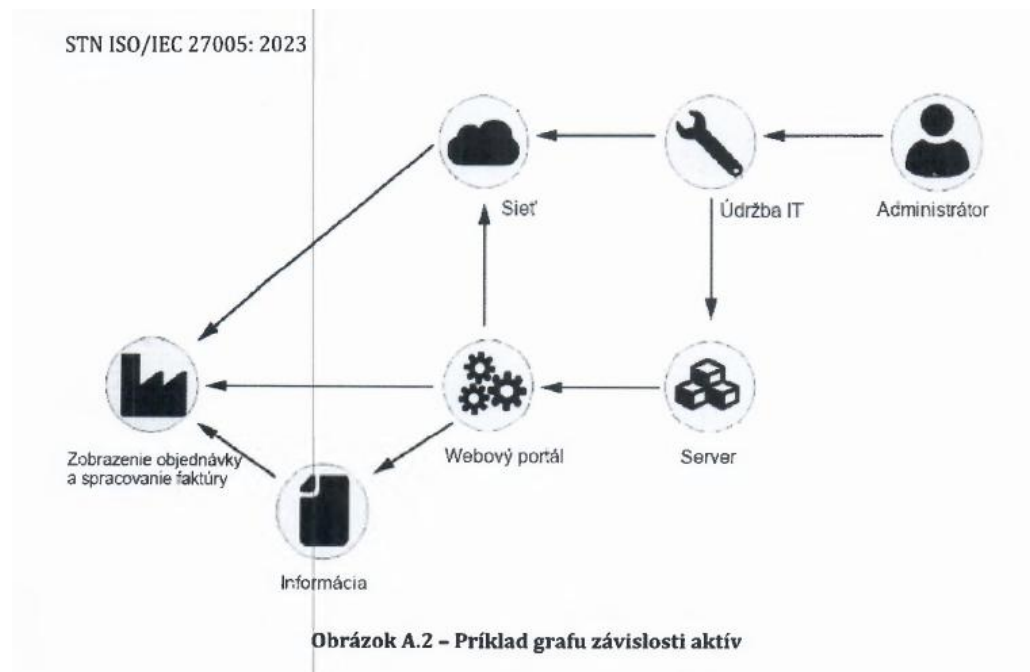 STN ISO/IEC 27005: 2023
Sieť
Údržba IT
Administrátor
Zobrazenie objednávky
a spracovanie faktúry
Webový portál
Server
Informácia
Obrázok A.2 – Príklad grafu závislosti aktív